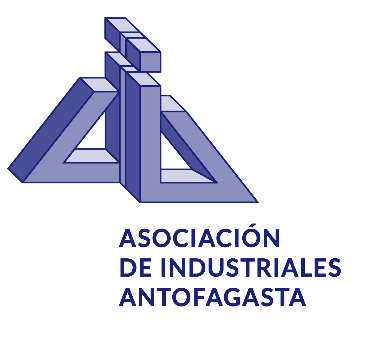 ASOCIACIÓN
DE INDUSTRIALES
ANTOFAGASTA